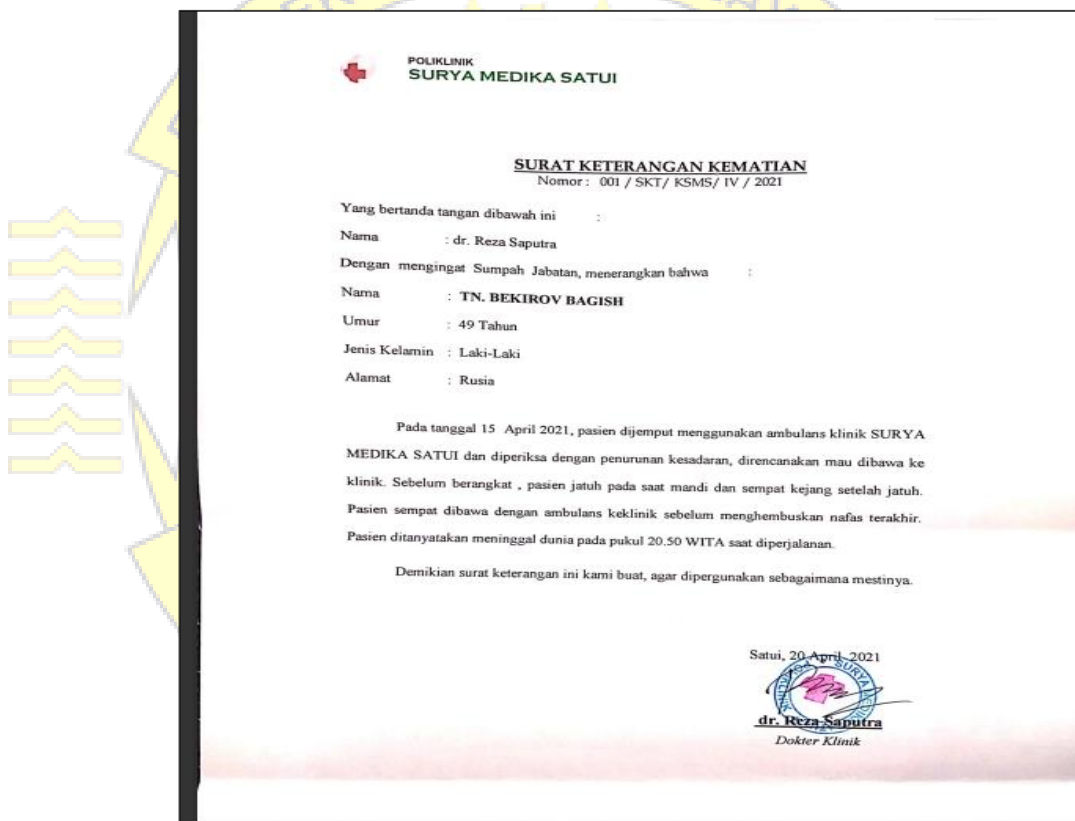 POLIKLINIK
SURYA MEDIKA SATUI
SURAT KETERANGAN KEMATIAN
Nomor : 001 / SKT/ KSMS/ IV / 2021
Yang bertanda tangan dibawah ini :
Nama : dr. Reza Saputra
Dengan mengingat Sumpah Jabatan, menerangkan bahwa :
Nama : TN. BEKIROV BAGISH
Umur : 49 Tahun
Jenis Kelamin : Laki-Laki
Alamat : Rusia
Pada tanggal 15 April 2021, pasien dijemput menggunakan ambulans klinik SURYA
MEDIKA SATUI dan diperiksa dengan penurunan kesadaran, direncanakan mau dibawa ke
klinik. Sebelum berangkat , pasien jatuh pada saat mandi dan sempat kejang setelah jatuh.
Pasien sempat dibawa dengan ambulans keklinik sebelum menghembuskan nafas terakhir.
Pasien ditanyatakan meninggal dunia pada pukul 20.50 WITA saat diperjalanan.
Demikian surat keterangan ini kami buat, agar dipergunakan sebagaimana mestinya.
Satui, 20 April 2021
dr. Reza Saputra
Dokter Klinik